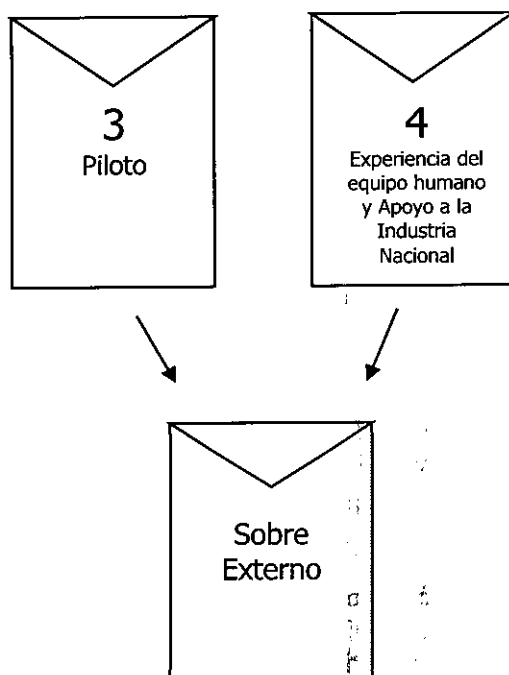 3
Piloto
4
Experiencia del
equipo humano
y Apoyo a la
Industria
Nacional
Sobre
Externo